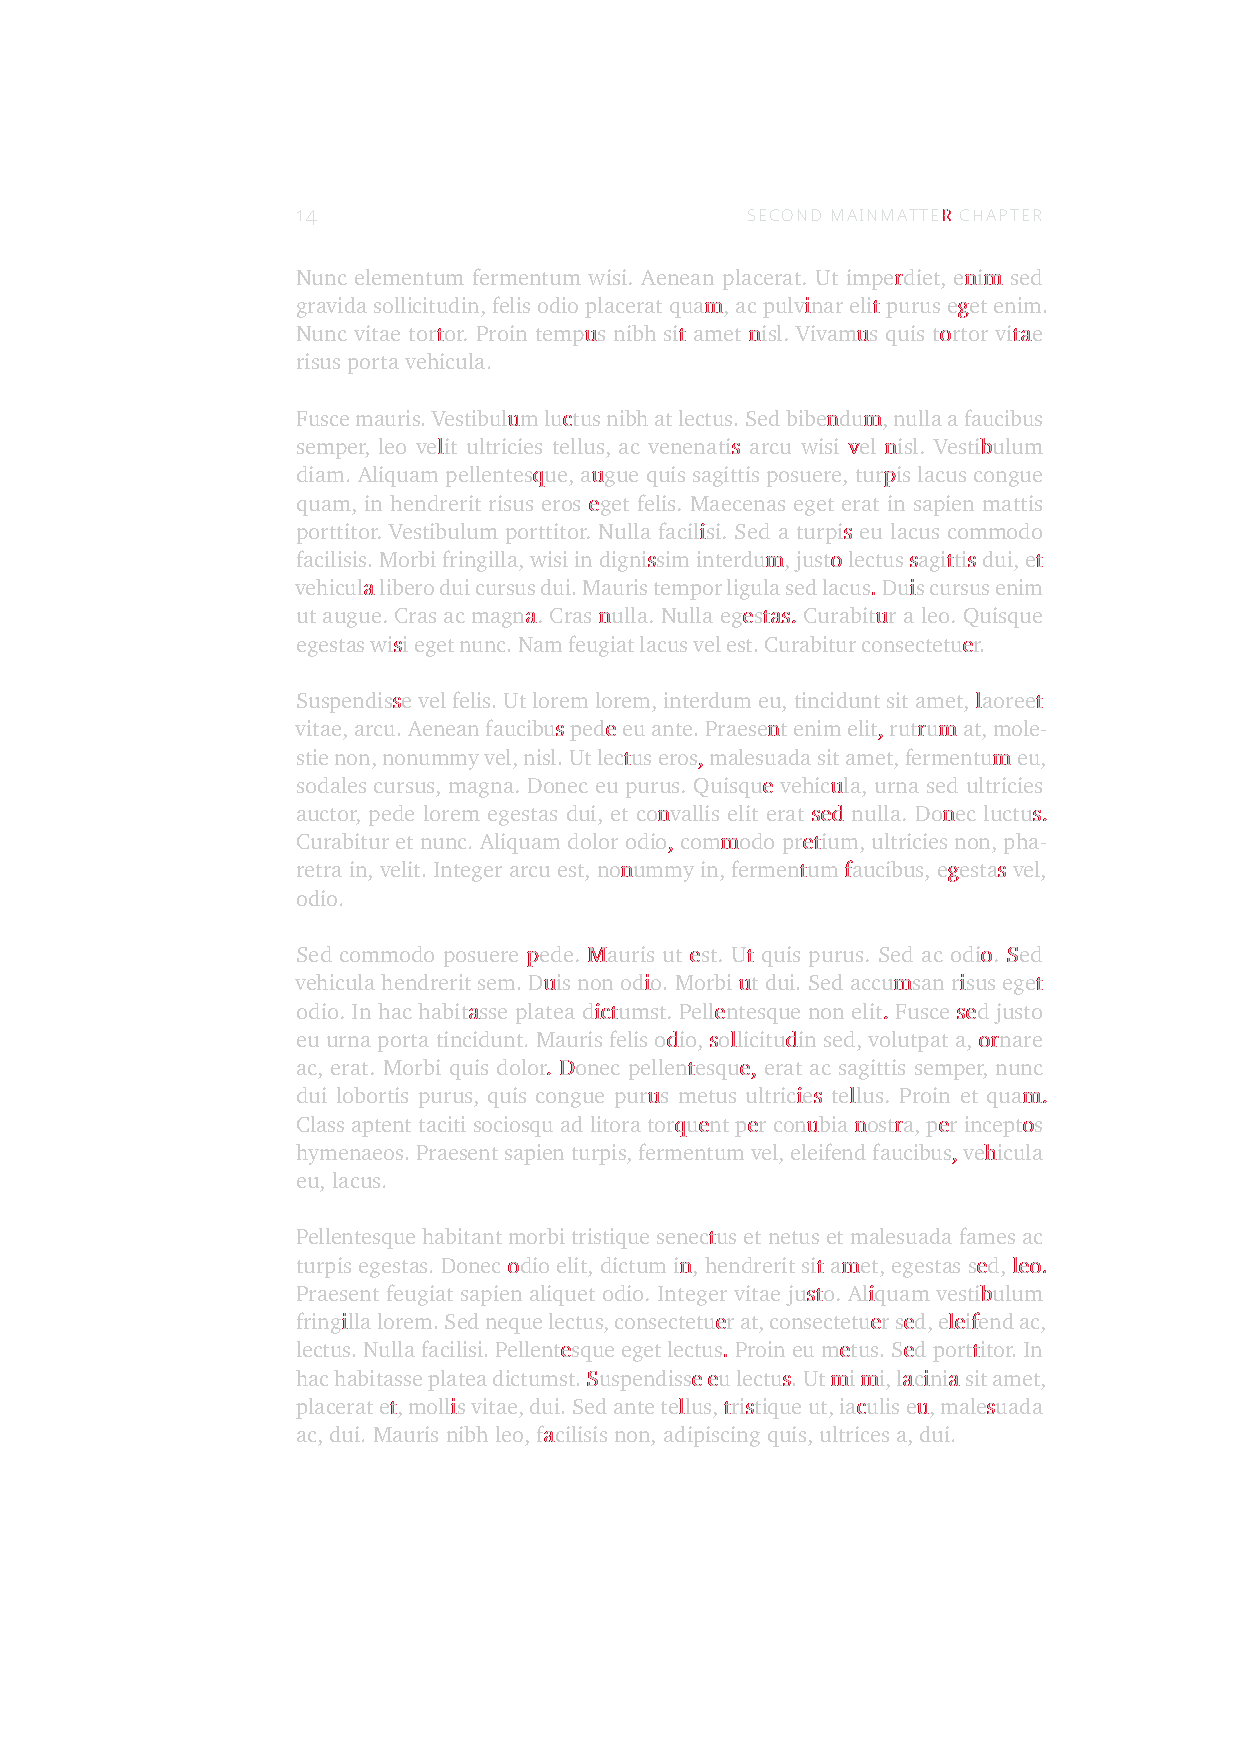 14 SECOND MAINMATTER CHAPTER
Nunc elementum fermentum wisi. Aenean placerat. Ut imperdiet, enim sed
gravida sollicitudin, felis odio placerat quam, ac pulvinar elit purus eget enim.
Nunc vitae tortor. Proin tempus nibh sit amet nisl. Vivamus quis tortor vitae
risus porta vehicula.
Fusce mauris. Vestibulum luctus nibh at lectus. Sed bibendum, nulla a faucibus
semper, leo velit ultricies tellus, ac venenatis arcu wisi vel nisl. Vestibulum
diam. Aliquam pellentesque, augue quis sagittis posuere, turpis lacus congue
quam, in hendrerit risus eros eget felis. Maecenas eget erat in sapien mattis
porttitor. Vestibulum porttitor. Nulla facilisi. Sed a turpis eu lacus commodo
facilisis. Morbi fringilla, wisi in dignissim interdum, justo lectus sagittis dui, et
vehicula libero dui cursus dui. Mauris tempor ligula sed lacus. Duis cursus enim
ut augue. Cras ac magna. Cras nulla. Nulla egestas. Curabitur a leo. Quisque
egestas wisi eget nunc. Nam feugiat lacus vel est. Curabitur consectetuer.
Suspendisse vel felis. Ut lorem lorem, interdum eu, tincidunt sit amet, laoreet
vitae, arcu. Aenean faucibus pede eu ante. Praesent enim elit, rutrum at, mole-
stie non, nonummy vel, nisl. Ut lectus eros, malesuada sit amet, fermentum eu,
sodales cursus, magna. Donec eu purus. Quisque vehicula, urna sed ultricies
auctor, pede lorem egestas dui, et convallis elit erat sed nulla. Donec luctus.
Curabitur et nunc. Aliquam dolor odio, commodo pretium, ultricies non, pha-
retra in, velit. Integer arcu est, nonummy in, fermentum faucibus, egestas vel,
odio.
Sed commodo posuere pede. Mauris ut est. Ut quis purus. Sed ac odio. Sed
vehicula hendrerit sem. Duis non odio. Morbi ut dui. Sed accumsan risus eget
odio. In hac habitasse platea dictumst. Pellentesque non elit. Fusce sed justo
eu urna porta tincidunt. Mauris felis odio, sollicitudin sed, volutpat a, ornare
ac, erat. Morbi quis dolor. Donec pellentesque, erat ac sagittis semper, nunc
dui lobortis purus, quis congue purus metus ultricies tellus. Proin et quam.
Class aptent taciti sociosqu ad litora torquent per conubia nostra, per inceptos
hymenaeos. Praesent sapien turpis, fermentum vel, eleifend faucibus, vehicula
eu, lacus.
Pellentesque habitant morbi tristique senectus et netus et malesuada fames ac
turpis egestas. Donec odio elit, dictum in, hendrerit sit amet, egestas sed, leo.
Praesent feugiat sapien aliquet odio. Integer vitae justo. Aliquam vestibulum
fringilla lorem. Sed neque lectus, consectetuer at, consectetuer sed, eleifend ac,
lectus. Nulla facilisi. Pellentesque eget lectus. Proin eu metus. Sed porttitor. In
hac habitasse platea dictumst. Suspendisse eu lectus. Ut mi mi, lacinia sit amet,
placerat et, mollis vitae, dui. Sed ante tellus, tristique ut, iaculis eu, malesuada
ac, dui. Mauris nibh leo, facilisis non, adipiscing quis, ultrices a, dui.